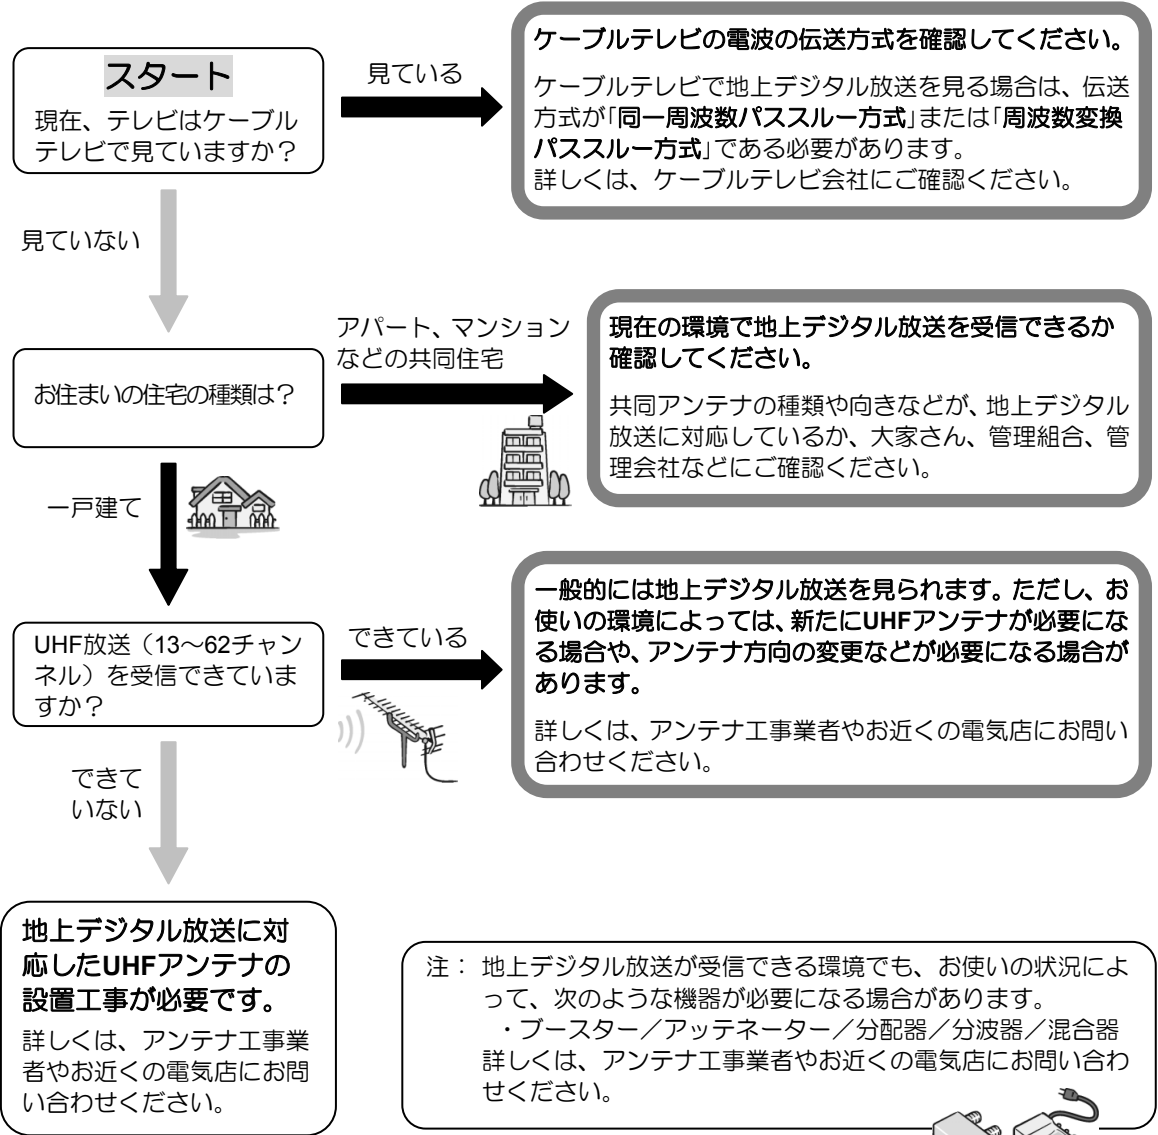 スタート
現在、テレビはケーブル
テレビで見ていますか？
見ている
ケーブルテレビの電波の伝送方式を確認してください。
ケーブルテレビで地上デジタル放送を見る場合は、伝送
方式が「同一周波数パススルー方式」または「周波数変換
パススルー方式」である必要があります。
詳しくは、ケーブルテレビ会社にご確認ください。
見ていない
お住まいの住宅の種類は？
アパート、マンション
などの共同住宅
現在の環境で地上デジタル放送を受信できるか
確認してください。
共同アンテナの種類や向きなどが、地上デジタル
放送に対応しているか、大家さん、管理組合、管
理会社などにご確認ください。
一戸建て
UHF放送（13～62チャン
ネル）を受信できていま
すか？
できている
一般的には地上デジタル放送を見られます。ただし、お
使いの環境によっては、新たにUHFアンテナが必要にな
る場合や、アンテナ方向の変更などが必要になる場合が
あります。
詳しくは、アンテナ工事業者やお近くの電気店にお問い
合わせください。
できて
いない
地上デジタル放送に対
応したUHFアンテナの
設置工事が必要です。
詳しくは、アンテナ工事業
者やお近くの電気店にお問
い合わせください。
注： 地上デジタル放送が受信できる環境でも、お使いの状況によ
って、次のような機器が必要になる場合があります。
・ブースター／アッテネーター／分配器／分波器／混合器
詳しくは、アンテナ工事業者やお近くの電気店にお問い合わ
せください。